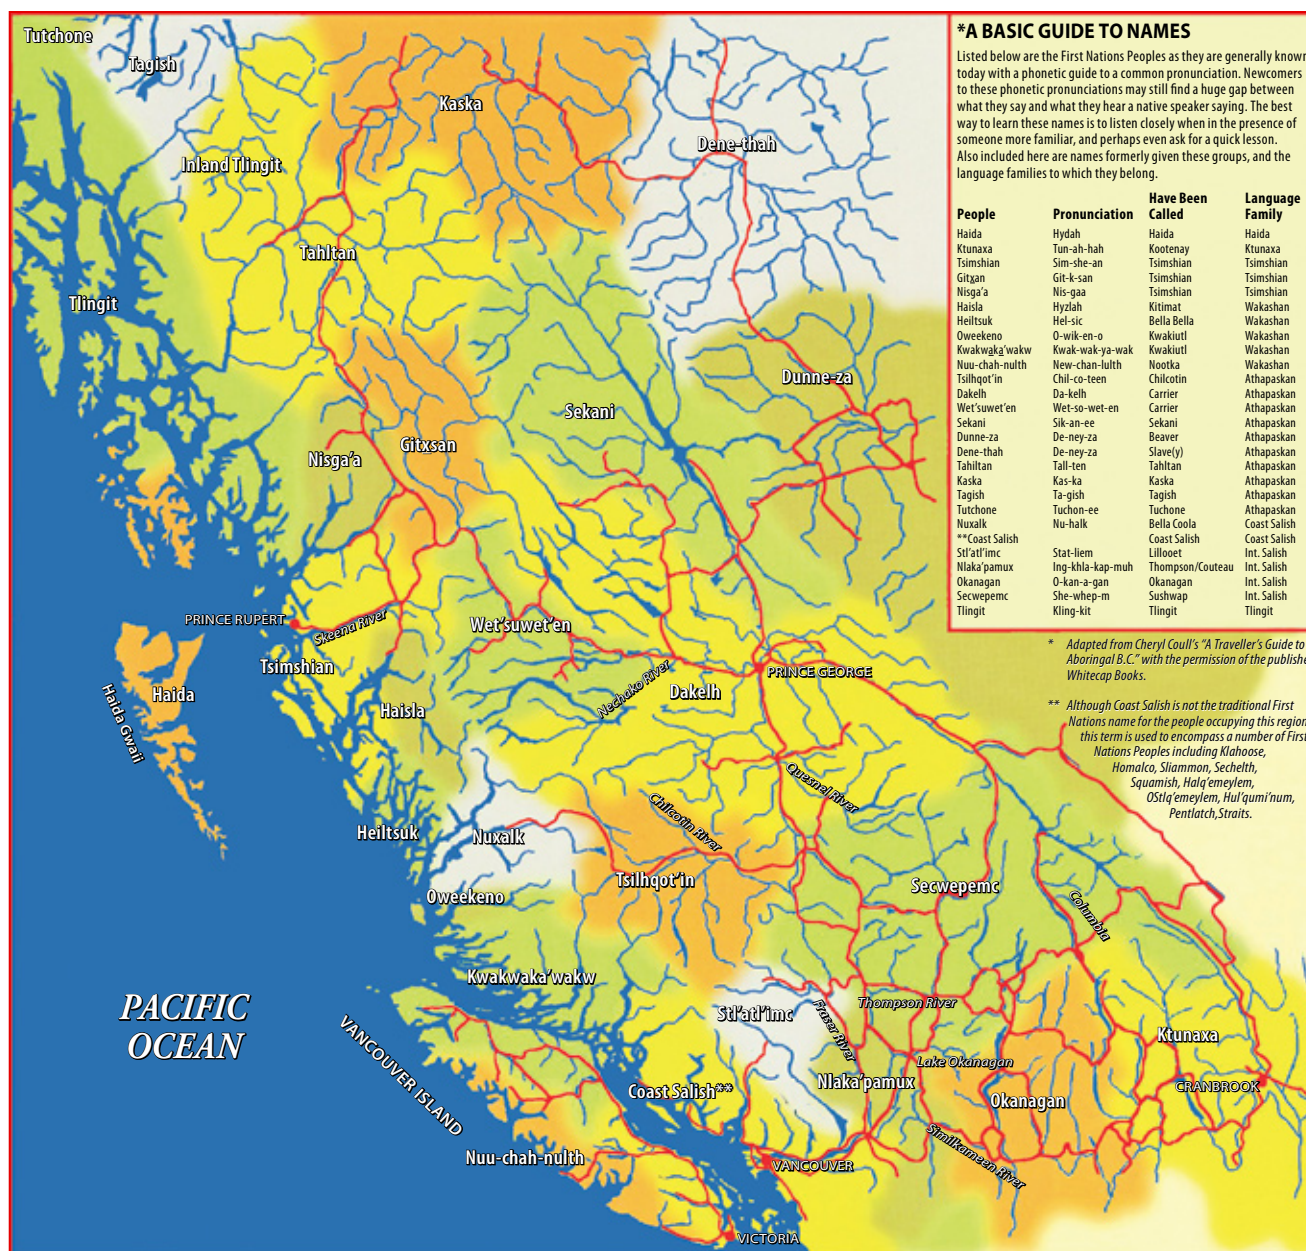 Tutchone
Tagish
Kaska
Dene-thah
Inland Tlingit
Tahltan
Tlingit
Dunne-za
Sekani
Gitxsan
Nisga'a
PRINCE RUPERT
Skeena River
Wet'suwet'en
Tsimshian
Haida
Haida Gwaii
Haisla
Nechako River
Dakelh
PRINCE GEORGE
Quesnel River
Chilcotin River
Heiltsuk
Nuxalk
Tsilhqot'in
Secwepemc
Oweekeno
Columbia
Kwakwaka'wakw
PACIFIC
OCEAN
VANCOUVER ISLAND
Stl'atl'imc
Fraser River
Thompson River
Ktunaxa
Lake Okanagan
Nlaka'pamux
Okanagan
CRANBROOK
Coast Salish**
Similkameen River
Nuu-chah-nulth
VANCOUVER
VICTORIA
*A BASIC GUIDE TO NAMES
Listed below are the First Nations Peoples as they are generally known
today with a phonetic guide to a common pronunciation. Newcomers
to these phonetic pronunciations may still find a huge gap between
what they say and what they hear a native speaker saying. The best
way to learn these names is to listen closely when in the presence of
someone more familiar, and perhaps even ask for a quick lesson.
Also included here are names formerly given these groups, and the
language families to which they belong.
People Pronunciation Have Been Called Language Family
Haida Hydah Haida Haida
Ktunaxa Tun-ah-hah Kootenay Ktunaxa
Tsimshian Sim-she-an Tsimshian Tsimshian
Gitxan Git-k-san Tsimshian Tsimshian
Nisga'a Nis-gaa Tsimshian Tsimshian
Haisla Hyzlah Kitimat Wakashan
Heiltsuk Hel-sic Bella Bella Wakashan
Oweekeno O-wik-en-o Kwakiutl Wakashan
Kwakwaka'wakw Kwak-wak-ya-wak Kwakiutl Wakashan
Nuu-chah-nulth New-chan-lulth Nootka Wakashan
Tsilhqot'in Chil-co-teen Chilcotin Athapaskan
Dakelh Da-kelh Carrier Athapaskan
Wet'suwet'en Wet-so-wet-en Carrier Athapaskan
Sekani Sik-an-ee Sekani Athapaskan
Dunne-za De-ney-za Beaver Athapaskan
Dene-thah De-ney-za Slave(y) Athapaskan
Tahiltan Tall-ten Tahltan Athapaskan
Kaska Kas-ka Kaska Athapaskan
Tagish Ta-gish Tagish Athapaskan
Tutchone Tuchon-ee Tuchone Athapaskan
Nuxalk Nu-halk Bella Coola Coast Salish
**Coast Salish Coast Salish Coast Salish
Stl'atl'imc Stat-liem Lillooet Int. Salish
Nlaka'pamux Ing-khla-kap-muh Thompson/Couteau Int. Salish
Okanagan O-kan-a-gan Okanagan Int. Salish
Secwepemc She-whep-m Sushwap Int. Salish
Tlingit Kling-kit Tlingit Tlingit
* Adapted from Cheryl Coull's "A Traveller's Guide to
Aboringal B.C." with the permission of the publishe
Whitecap Books.
** Although Coast Salish is not the traditional First
Nations name for the people occupying this region
this term is used to encompass a number of First
Nations Peoples including Klahoose,
Homalco, Sliammon, Sechelth,
Squamish, Halq'emeylem,
OStlq'emeylem, Hul'qumi'num,
Pentlatch,Straits.